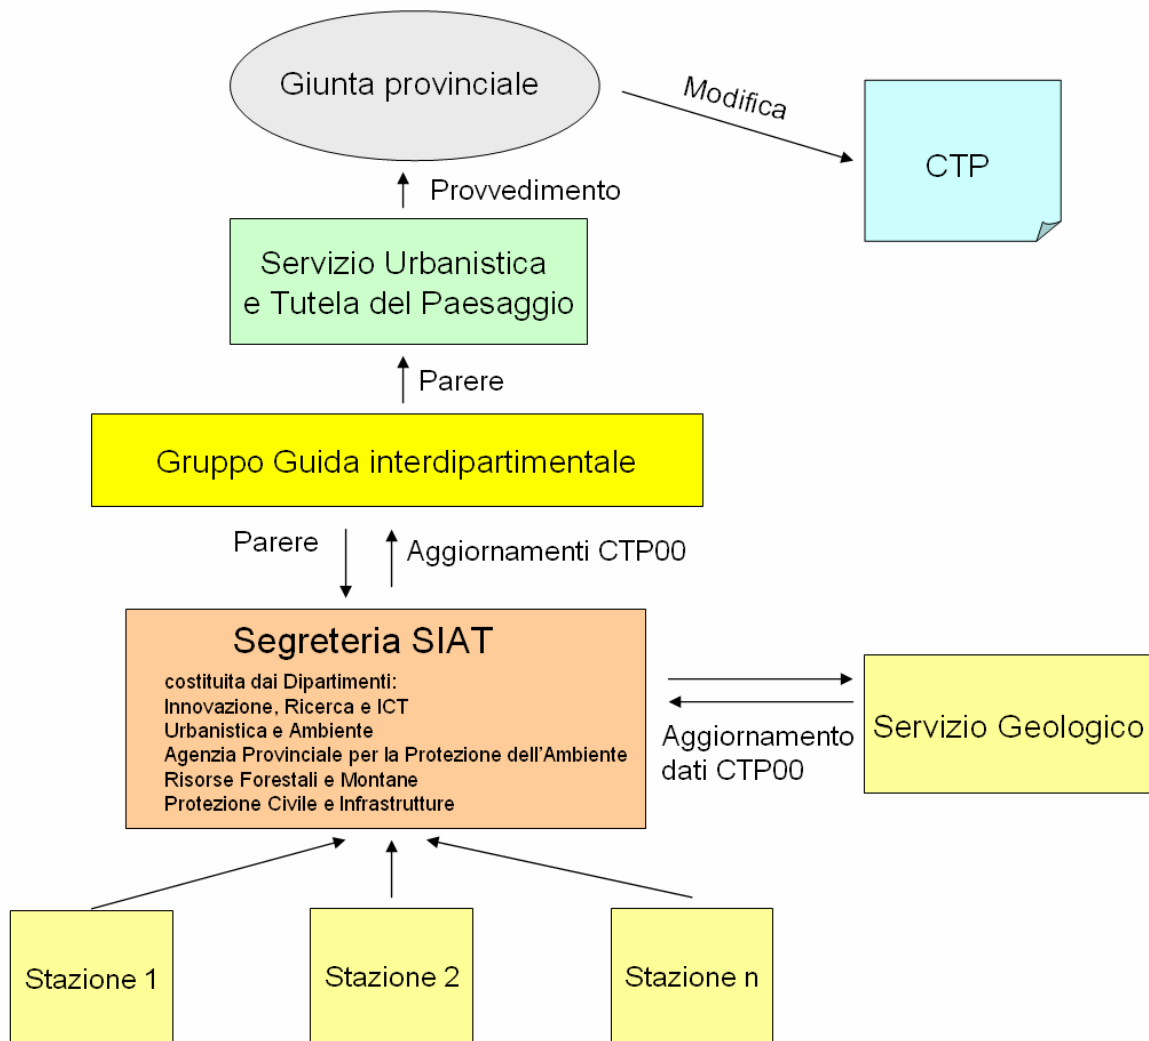 Giunta provinciale
Modifica
CTP
Provvedimento
Servizio Urbanistica
e Tutela del Paesaggio
Parere
Gruppo Guida interdipartimentale
Parere
Aggiornamenti CTP00
Segreteria SIAT
costituita dai Dipartimenti:
Innovazione, Ricerca e ICT
Urbanistica e Ambiente
Agenzia Provinciale per la Protezione dell'Ambiente
Risorse Forestali e Montane
Protezione Civile e Infrastrutture
Aggiornamento
dati CTP00
Servizio Geologico
Stazione 1
Stazione 2
Stazione n